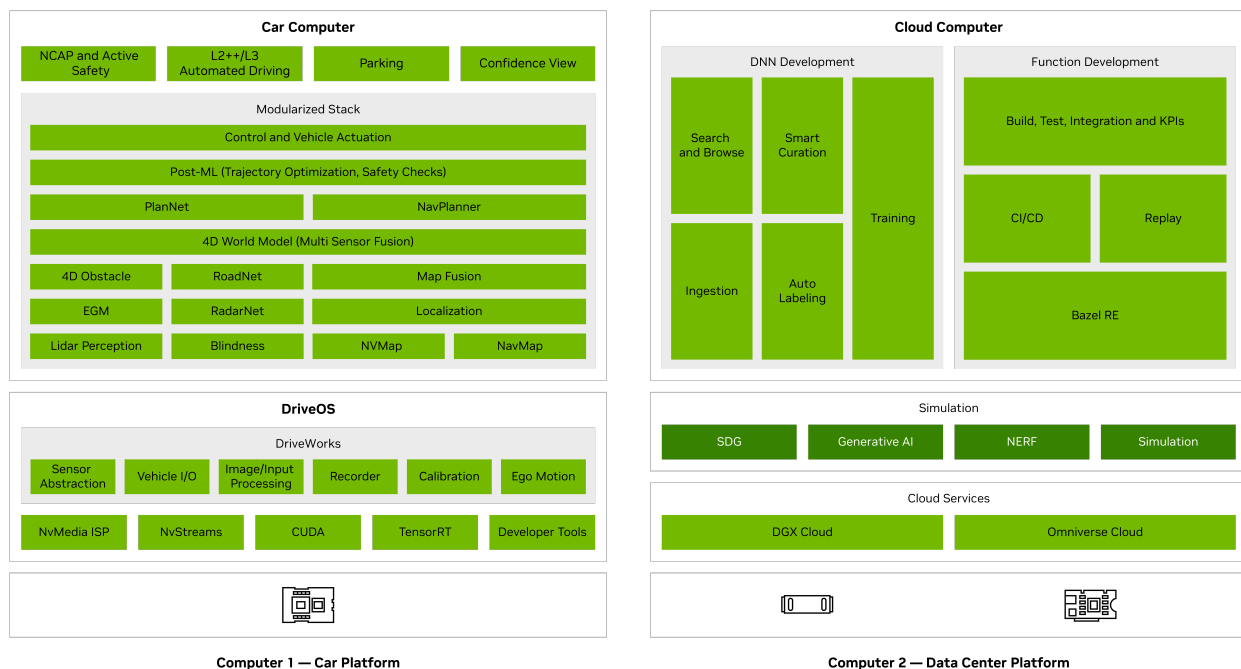 Car Computer
NCAP and Active
Safety
L2++/L3
Automated Driving
Parking
Confidence View
Modularized Stack
Control and Vehicle Actuation
Post-ML (Trajectory Optimization, Safety Checks)
PlanNet
NavPlanner
4D World Model (Multi Sensor Fusion)
4D Obstacle
RoadNet
Map Fusion
EGM
RadarNet
Localization
Lidar Perception
Blindness
NVMap
NavMap
DriveOS
DriveWorks
Sensor
Abstraction
Vehicle I/O
Image/Input
Processing
Recorder
Calibration
Ego Motion
NvMedia ISP
NvStreams
CUDA
TensorRT
Developer Tools
Computer 1 — Car Platform
Cloud Computer
DNN Development
Search
and Browse
Smart
Curation
Training
Ingestion
Auto
Labeling
Function Development
Build, Test, Integration and KPIs
CI/CD
Replay
Bazel RE
Simulation
SDG
Generative AI
NERF
Simulation
Cloud Services
DGX Cloud
Omniverse Cloud
Computer 2 — Data Center Platform